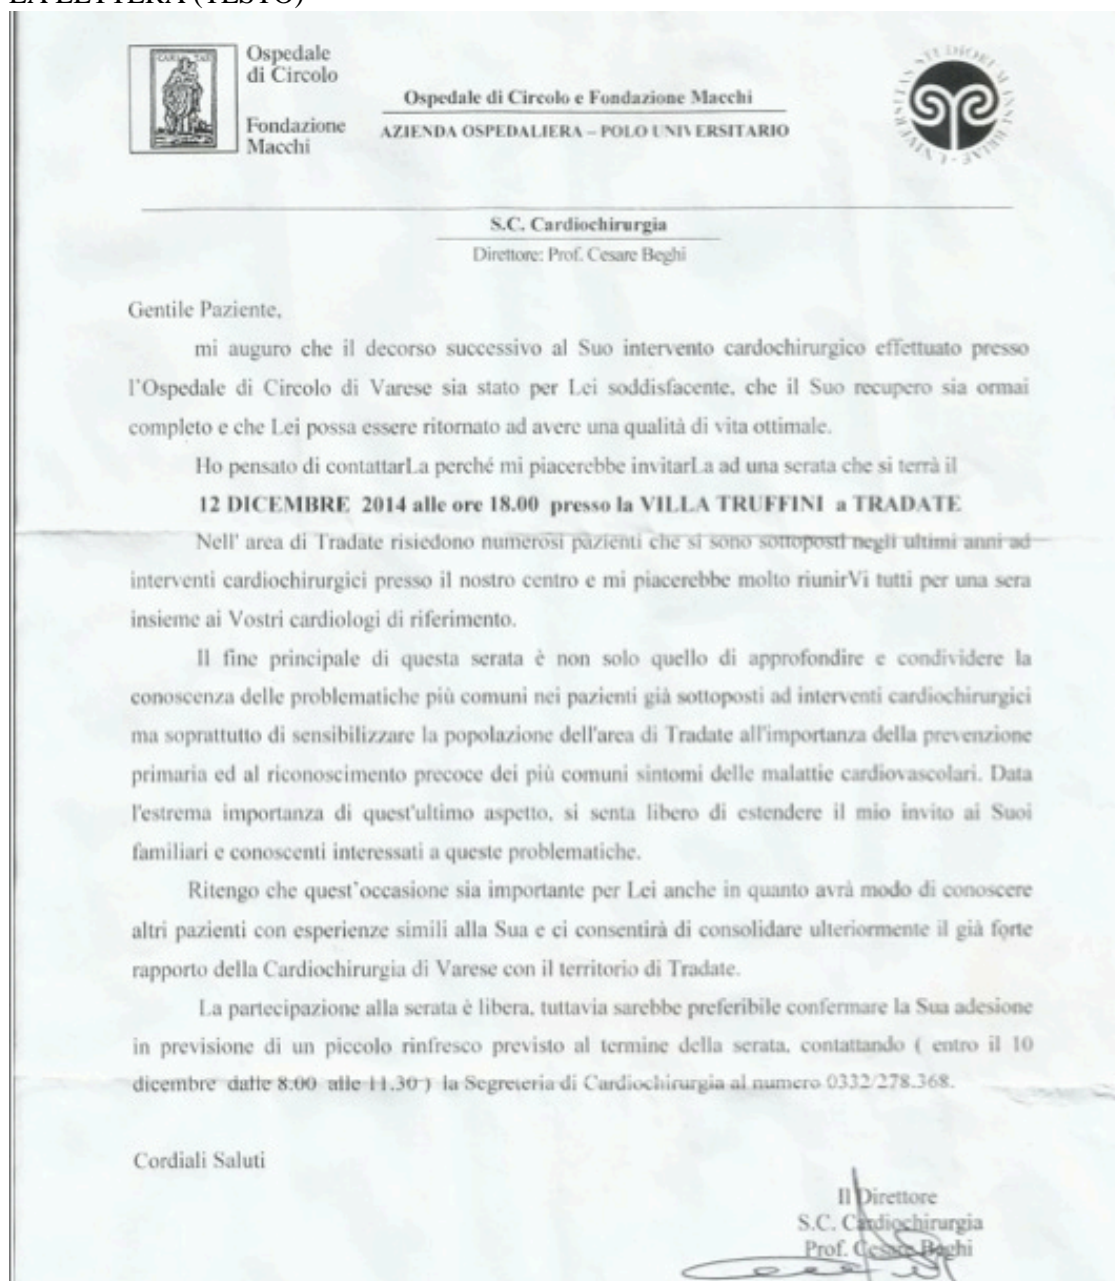 LA LETTERA (TESTO)
Ospedale
di Circolo
Fondazione
Macchi
Ospedale di Circolo e Fondazione Macchi
AZIENDA OSPEDALIERA – POLO UNIVERSITARIO
S.C. Cardiochirurgia
Direttore: Prof. Cesare Beghi
Gentile Paziente,
mi auguro che il decorso successivo al Suo intervento cardochirurgico effettuato presso
l'Ospedale di Circolo di Varese sia stato per Lei soddisfacente, che il Suo recupero sia ormai
completo e che Lei possa essere ritornato ad avere una qualità di vita ottimale.
Ho pensato di contattarLa perché mi piacerebbe invitarLa ad una serata che si terrà il
12 DICEMBRE 2014 alle ore 18.00 presso la VILLA TRUFFINI a TRADATE
Nell' area di Tradate risiedono numerosi pazienti che si sono sottoposti negli ultimi anni ad
interventi cardiochirurgici presso il nostro centro e mi piacerebbe molto riunirVi tutti per una sera
insieme ai Vostri cardiologi di riferimento.
Il fine principale di questa serata è non solo quello di approfondire e condividere la
conoscenza delle problematiche più comuni nei pazienti già sottoposti ad interventi cardiochirurgici
ma soprattutto di sensibilizzare la popolazione dell'area di Tradate all'importanza della prevenzione
primaria ed al riconoscimento precoce dei più comuni sintomi delle malattie cardiovascolari. Data
l'estrema importanza di quest'ultimo aspetto, si senta libero di estendere il mio invito ai Suoi
familiari e conoscenti interessati a queste problematiche.
Ritengo che quest'occasione sia importante per Lei anche in quanto avrà modo di conoscere
altri pazienti con esperienze simili alla Sua e ci consentirà di consolidare ulteriormente il già forte
rapporto della Cardiochirurgia di Varese con il territorio di Tradate.
La partecipazione alla serata è libera, tuttavia sarebbe preferibile confermare la Sua adesione
in previsione di un piccolo rinfresco previsto al termine della serata, contattando ( entro il 10
dicembre dalle 8:00 alle 11.30 ) la Segreteria di Cardiochirurgia al numero 0332/278.368.
Cordiali Saluti
Il Direttore
S.C. Cardiochirurgia
Prof. Cesare Beghi